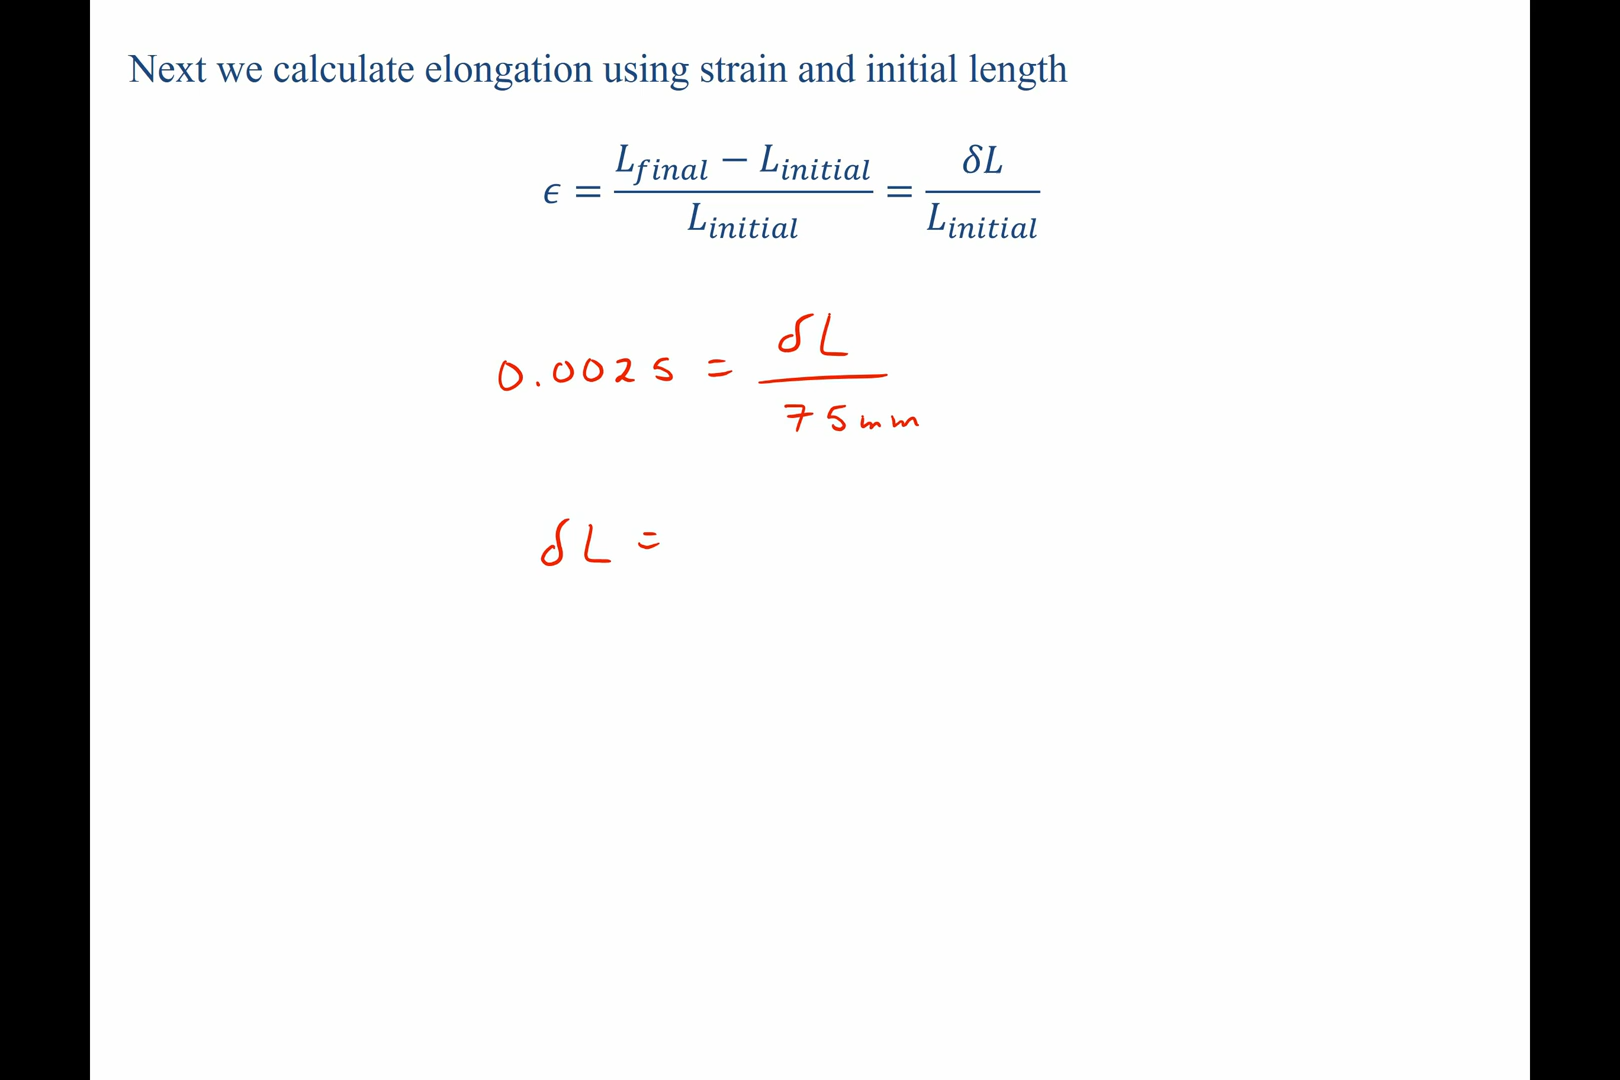 Next we calculate elongation using strain and initial length
ϵ = (L_final − L_initial) / L_initial = δL / L_initial
0.0025 = δL / 75mm
δL =